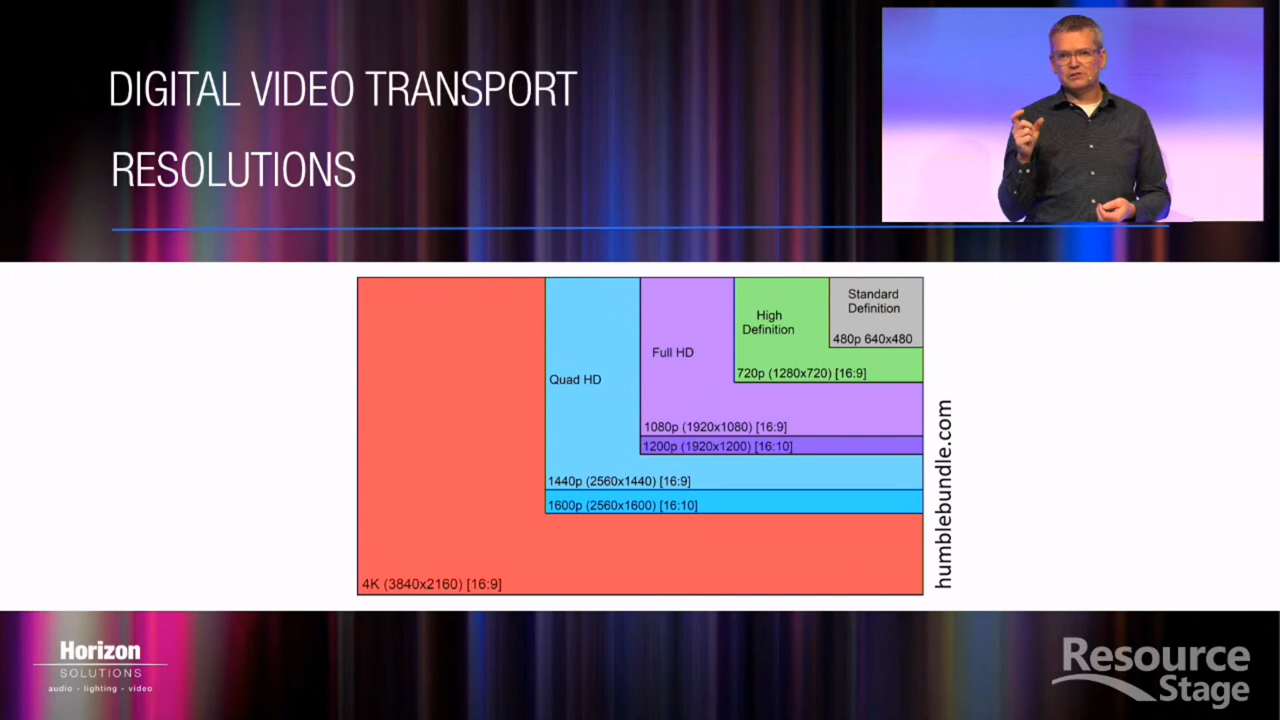 DIGITAL VIDEO TRANSPORT
RESOLUTIONS
Standard
Definition
480p 640x480
High
Definition
720p (1280x720) [16:9]
Full HD
1080p (1920x1080) [16:9]
1200p (1920x1200) [16:10]
Quad HD
1440p (2560x1440) [16:9]
1600p (2560x1600) [16:10]
4K (3840x2160) [16:9]
humblebundle.com
Horizon
SOLUTIONS
audio - lighting - video
Resource
Stage